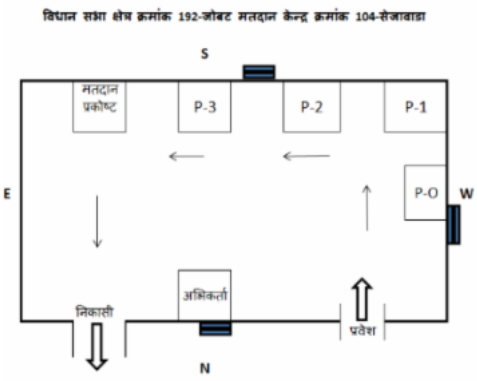 विधान सभा क्षेत्र क्रमांक 192-जोबट मतदान केन्द्र क्रमांक 104-सेजावाडा
S
मतदान
प्रकोष्ट
P-3
P-2
P-1
E
P-O
W
अभिकर्ता
निकासी
प्रवेश
N